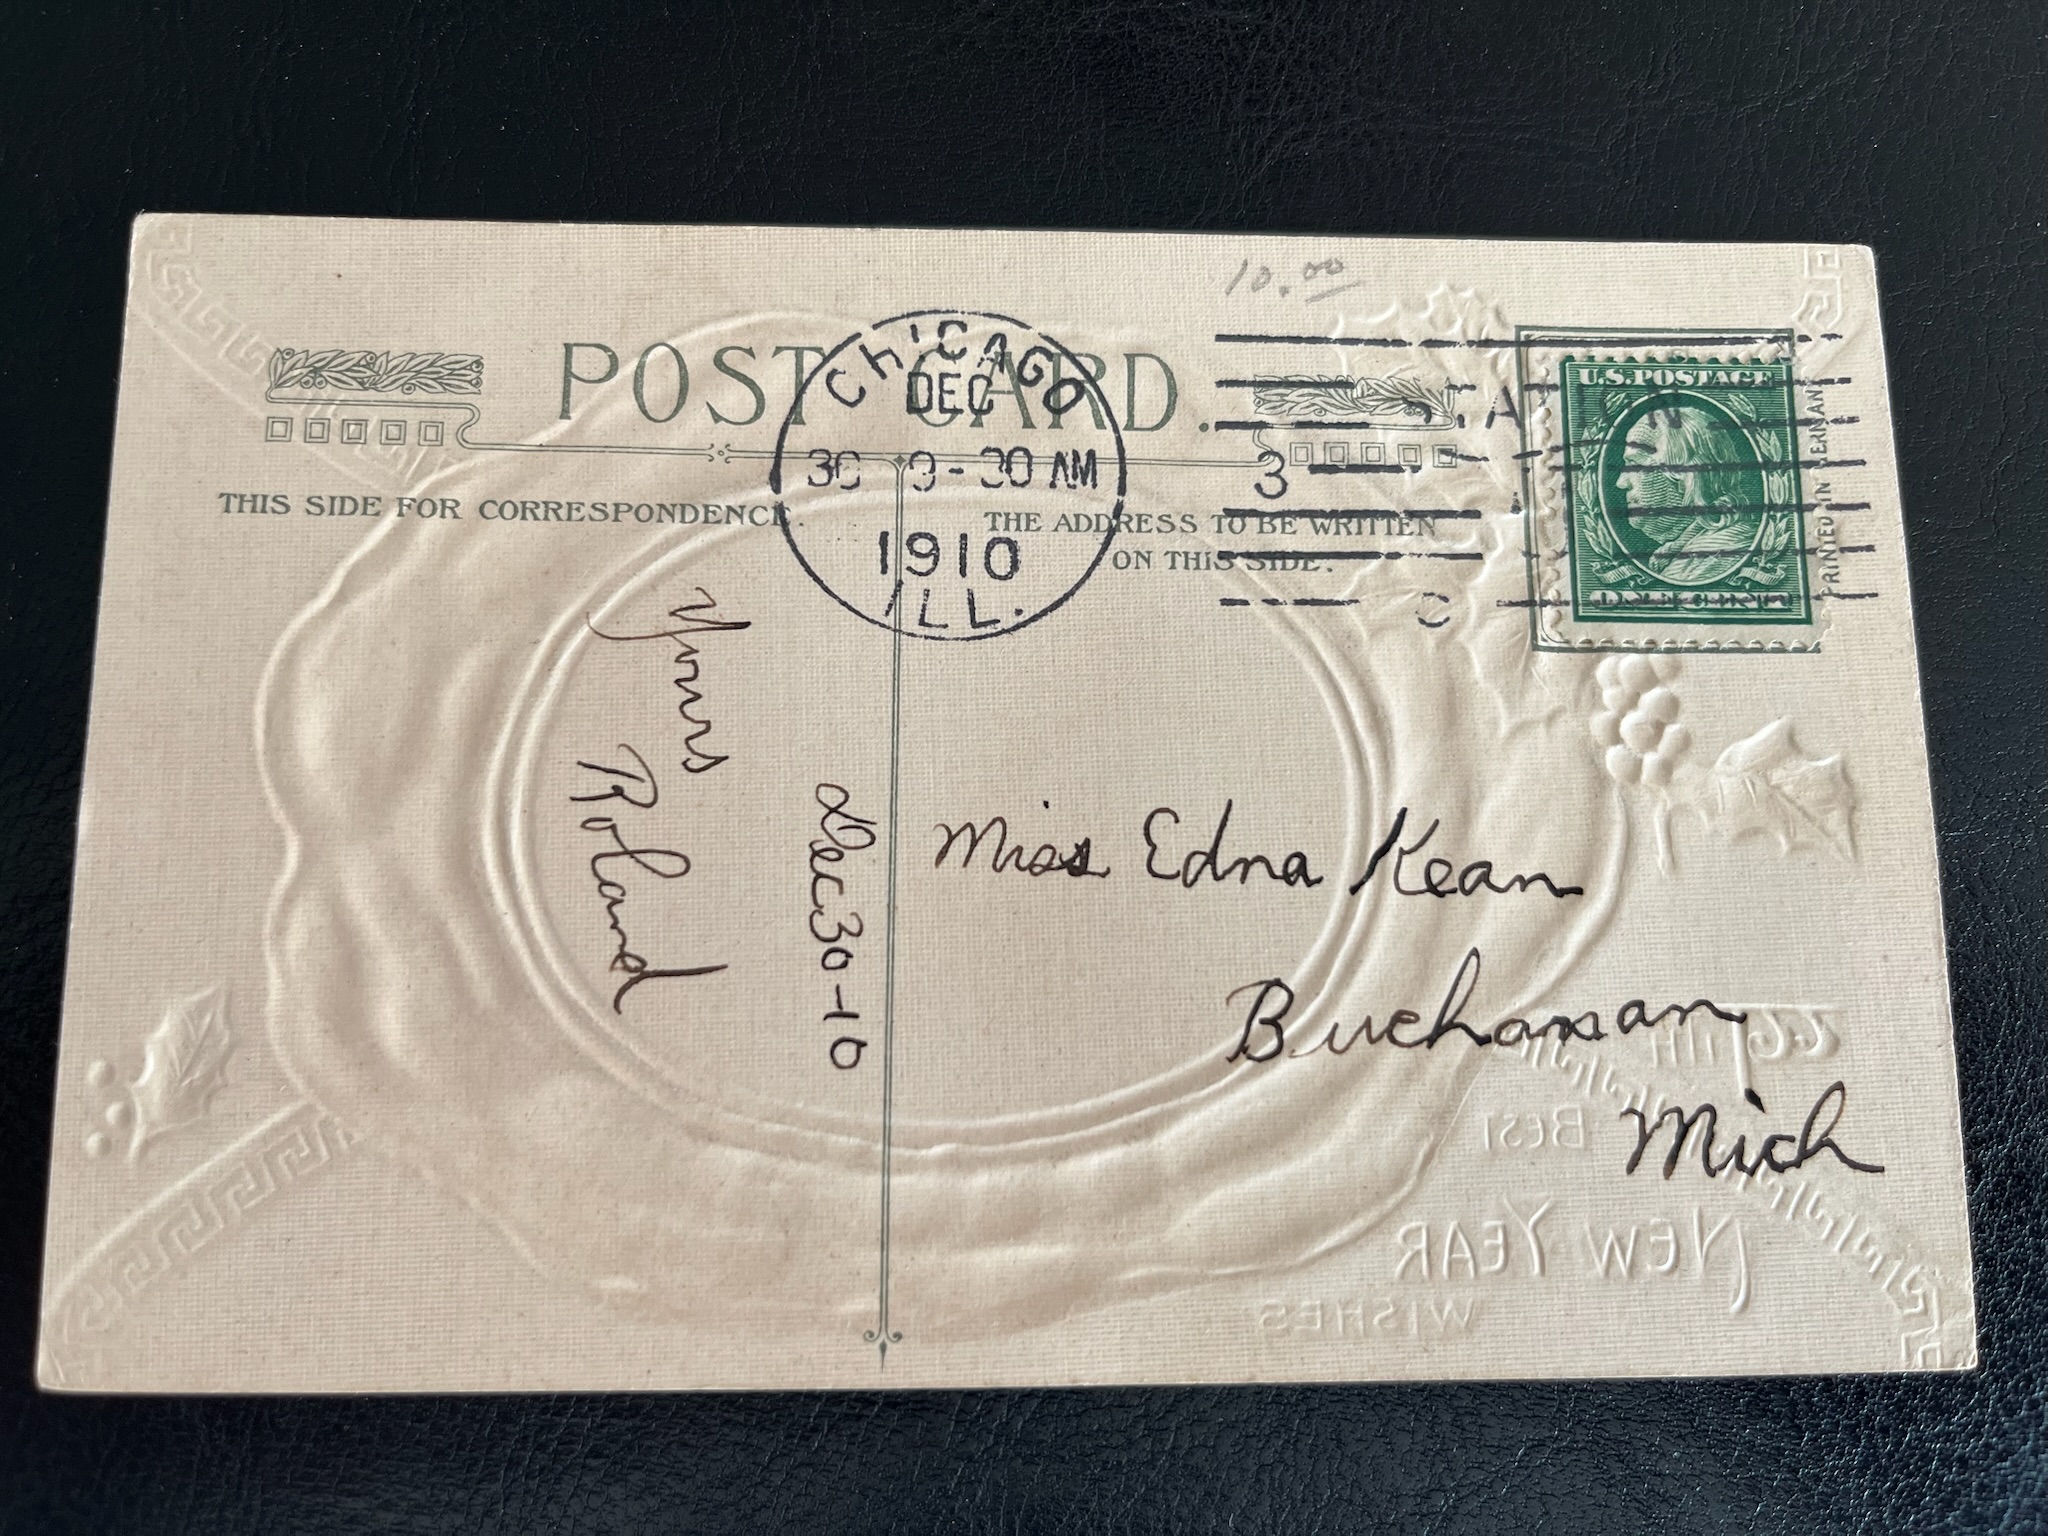 10.00
POST CARD.
CHICAGO
DEC
30 9-30 AM
1910
ILL.
3
U.S. POSTAGE
PRINTED IN GERMANY
THIS SIDE FOR CORRESPONDENCE.
THE ADDRESS TO BE WRITTEN
ON THIS SIDE.
Yours
Roland
Dec 30-10
Miss Edna Kean
Buchanan
Mich
With
BEST
NEW YEAR
WISHES